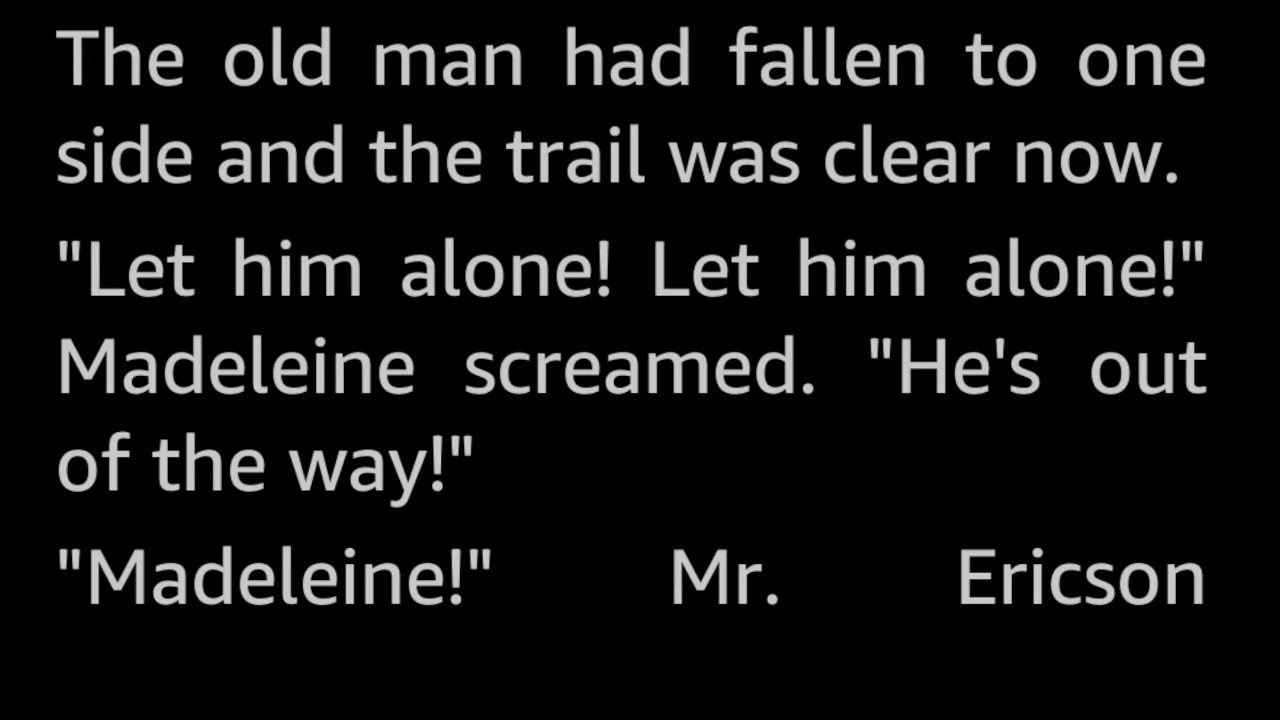 The old man had fallen to one
side and the trail was clear now.
"Let him alone! Let him alone!"
Madeleine screamed. "He's out
of the way!"
"Madeleine!" Mr. Ericson